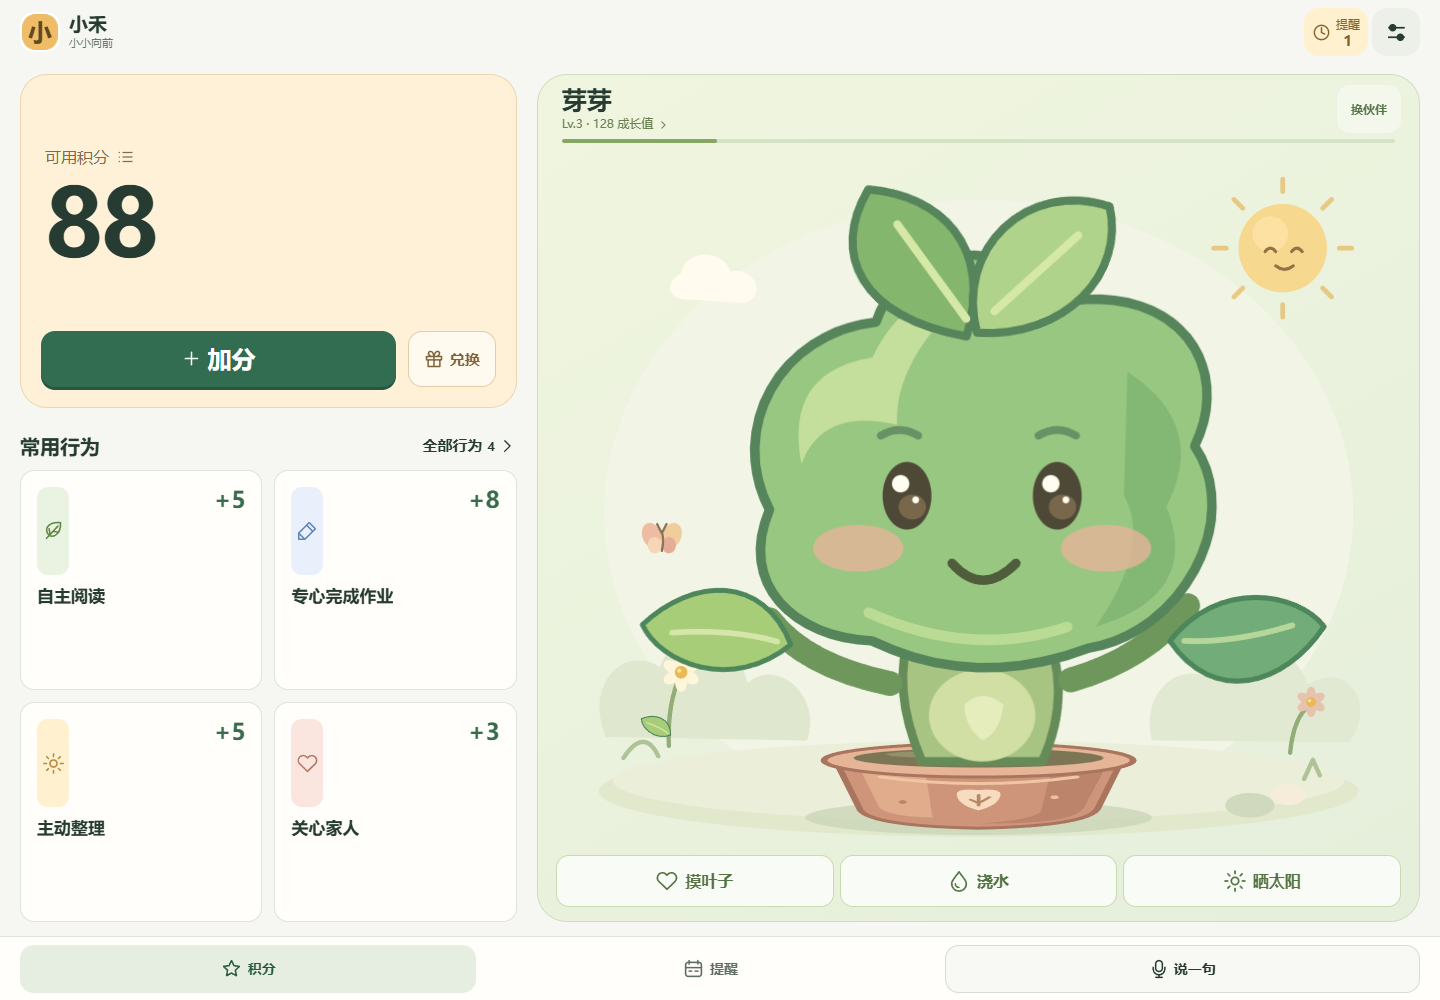 小
小禾
小小向前
提醒
1
可用积分
88
+ 加分
兑换
芽芽
Lv.3 · 128 成长值 >
换伙伴
常用行为
全部行为 4 >
+5
自主阅读
+8
专心完成作业
+5
主动整理
+3
关心家人
摸叶子
浇水
晒太阳
积分
提醒
说一句